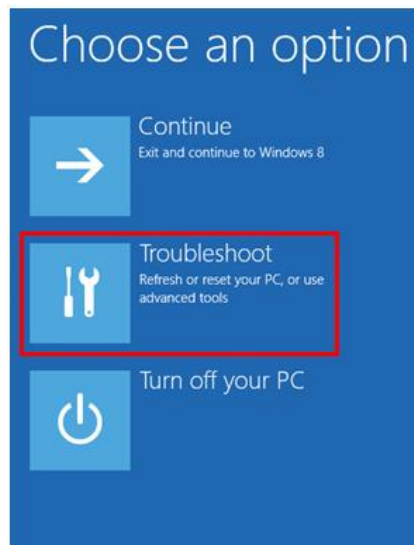 Choose an option
Continue
Exit and continue to Windows 8
Troubleshoot
Refresh or reset your PC, or use
advanced tools
Turn off your PC